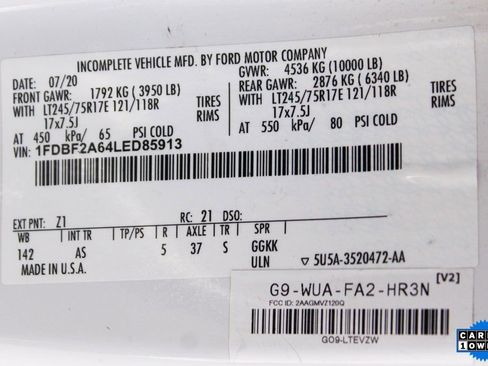 INCOMPLETE VEHICLE MFD. BY FORD MOTOR COMPANY
DATE: 07/20 GVWR: 4536 KG (10000 LB)
FRONT GAWR: 1792 KG ( 3950 LB) REAR GAWR: 2876 KG ( 6340 LB)
WITH LT245/75R17E 121/118R TIRES WITH LT245/75R17E 121/118R TIRES
17x7.5J RIMS 17x7.5J RIMS
AT 450 kPa/ 65 PSI COLD AT 550 kPa/ 80 PSI COLD
VIN: 1FDBF2A64LED85913
EXT PNT: Z1 RC: 21 DSO:
WB INT TR TP/PS R AXLE TR SPR
142 AS 5 37 S GGKK
MADE IN U.S.A. ULN ▽ 5U5A-3520472-AA
[V2]
G9-WUA-FA2-HR3N
FCC ID: 2AAGMVZ120Q
GO9-LTEVZW
CAR
1 OWN